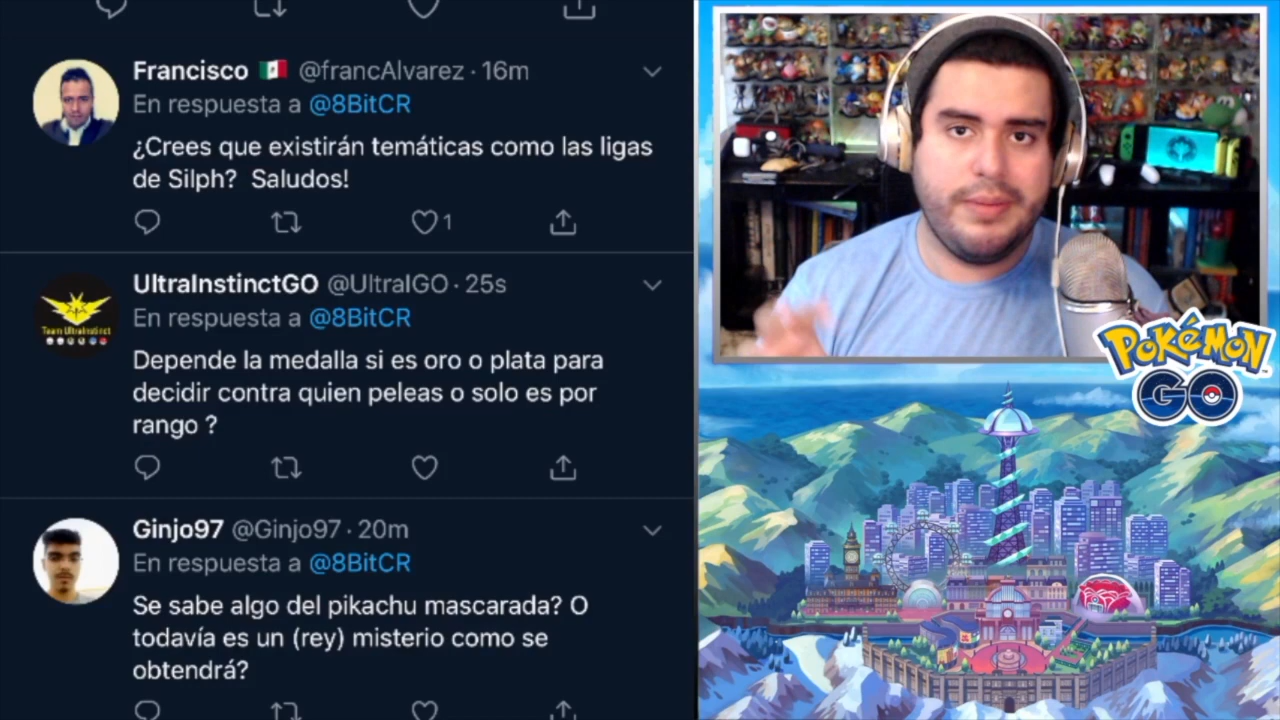 Francisco 🇲🇽 @francAlvarez · 16m
En respuesta a @8BitCR
¿Crees que existirán temáticas como las ligas
de Silph? Saludos!
1
UltraInstinctGO @UltraIGO · 25s
En respuesta a @8BitCR
Depende la medalla si es oro o plata para
decidir contra quien peleas o solo es por
rango ?
Team UltraInstinct
Ginjo97 @Ginjo97 · 20m
En respuesta a @8BitCR
Se sabe algo del pikachu mascarada? O
todavía es un (rey) misterio como se
obtendrá?
POKÉMON
GO